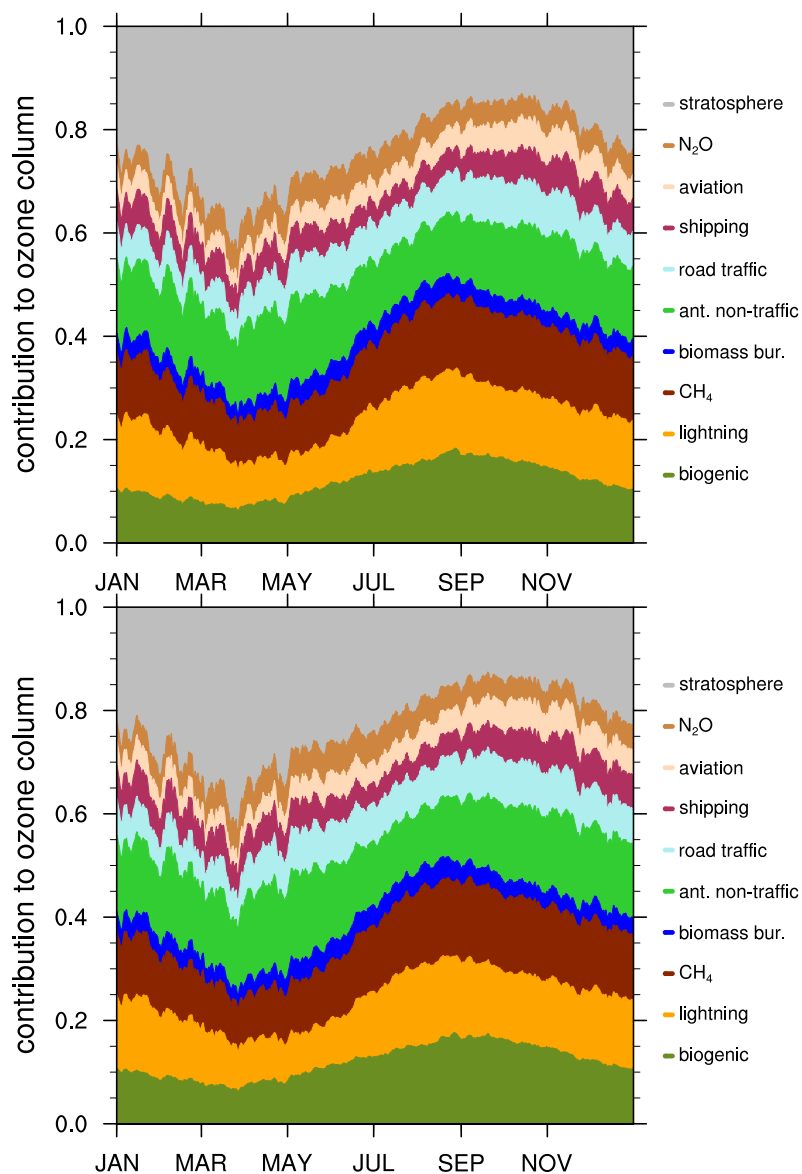 contribution to ozone column
1.0
0.8
0.6
0.4
0.2
0.0
JAN MAR MAY JUL SEP NOV
stratosphere
N₂O
aviation
shipping
road traffic
ant. non-traffic
biomass bur.
CH₄
lightning
biogenic
contribution to ozone column
1.0
0.8
0.6
0.4
0.2
0.0
JAN MAR MAY JUL SEP NOV
stratosphere
N₂O
aviation
shipping
road traffic
ant. non-traffic
biomass bur.
CH₄
lightning
biogenic